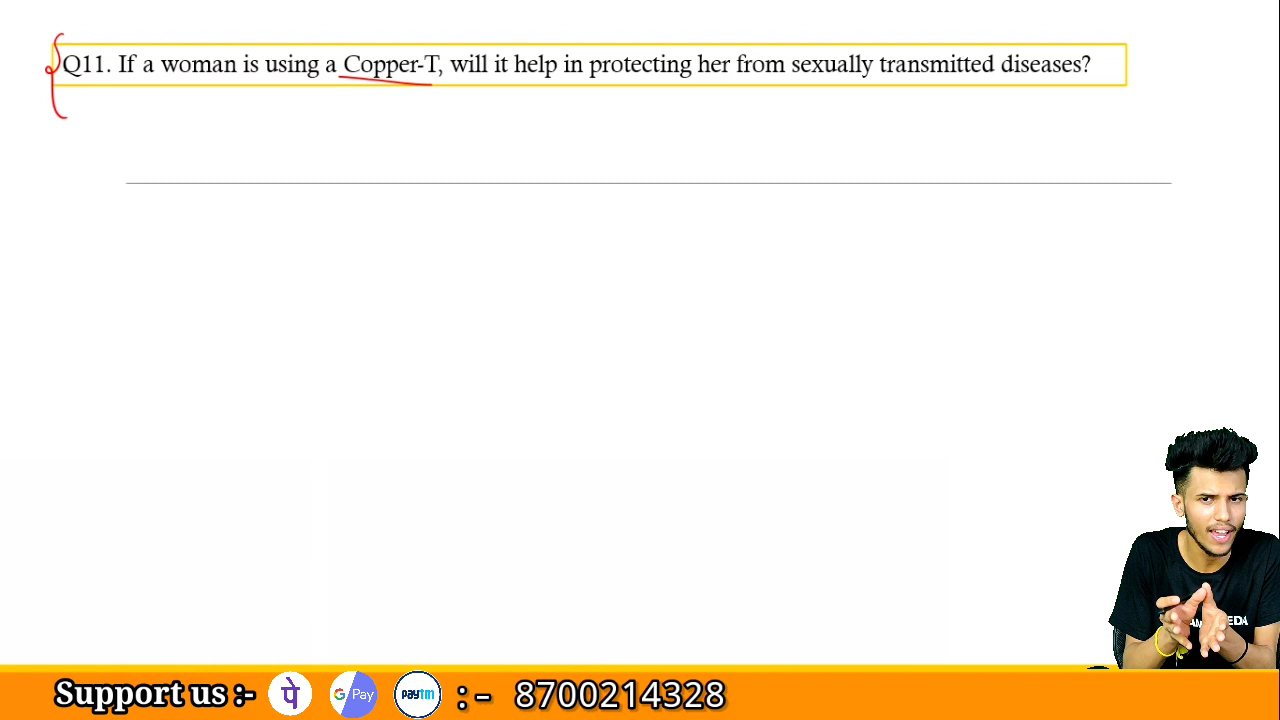 Q11. If a woman is using a Copper-T, will it help in protecting her from sexually transmitted diseases?
Support us :- पे G Pay paytm : - 8700214328